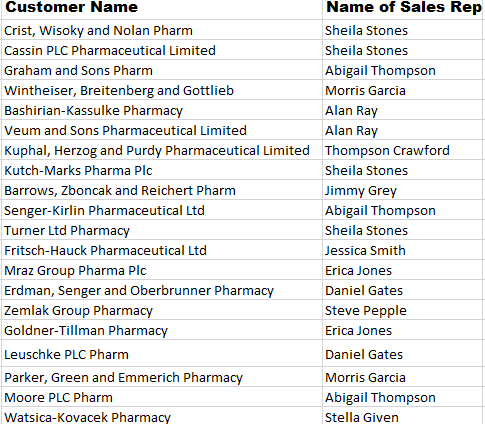 Customer Name Name of Sales Rep
Crist, Wisoky and Nolan Pharm Sheila Stones
Cassin PLC Pharmaceutical Limited Sheila Stones
Graham and Sons Pharm Abigail Thompson
Wintheiser, Breitenberg and Gottlieb Morris Garcia
Bashirian-Kassulke Pharmacy Alan Ray
Veum and Sons Pharmaceutical Limited Alan Ray
Kuphal, Herzog and Purdy Pharmaceutical Limited Thompson Crawford
Kutch-Marks Pharma Plc Sheila Stones
Barrows, Zboncak and Reichert Pharm Jimmy Grey
Senger-Kirlin Pharmaceutical Ltd Abigail Thompson
Turner Ltd Pharmacy Sheila Stones
Fritsch-Hauck Pharmaceutical Ltd Jessica Smith
Mraz Group Pharma Plc Erica Jones
Erdman, Senger and Oberbrunner Pharmacy Daniel Gates
Zemlak Group Pharmacy Steve Pepple
Goldner-Tillman Pharmacy Erica Jones
Leuschke PLC Pharm Daniel Gates
Parker, Green and Emmerich Pharmacy Morris Garcia
Moore PLC Pharm Abigail Thompson
Watsica-Kovacek Pharmacy Stella Given